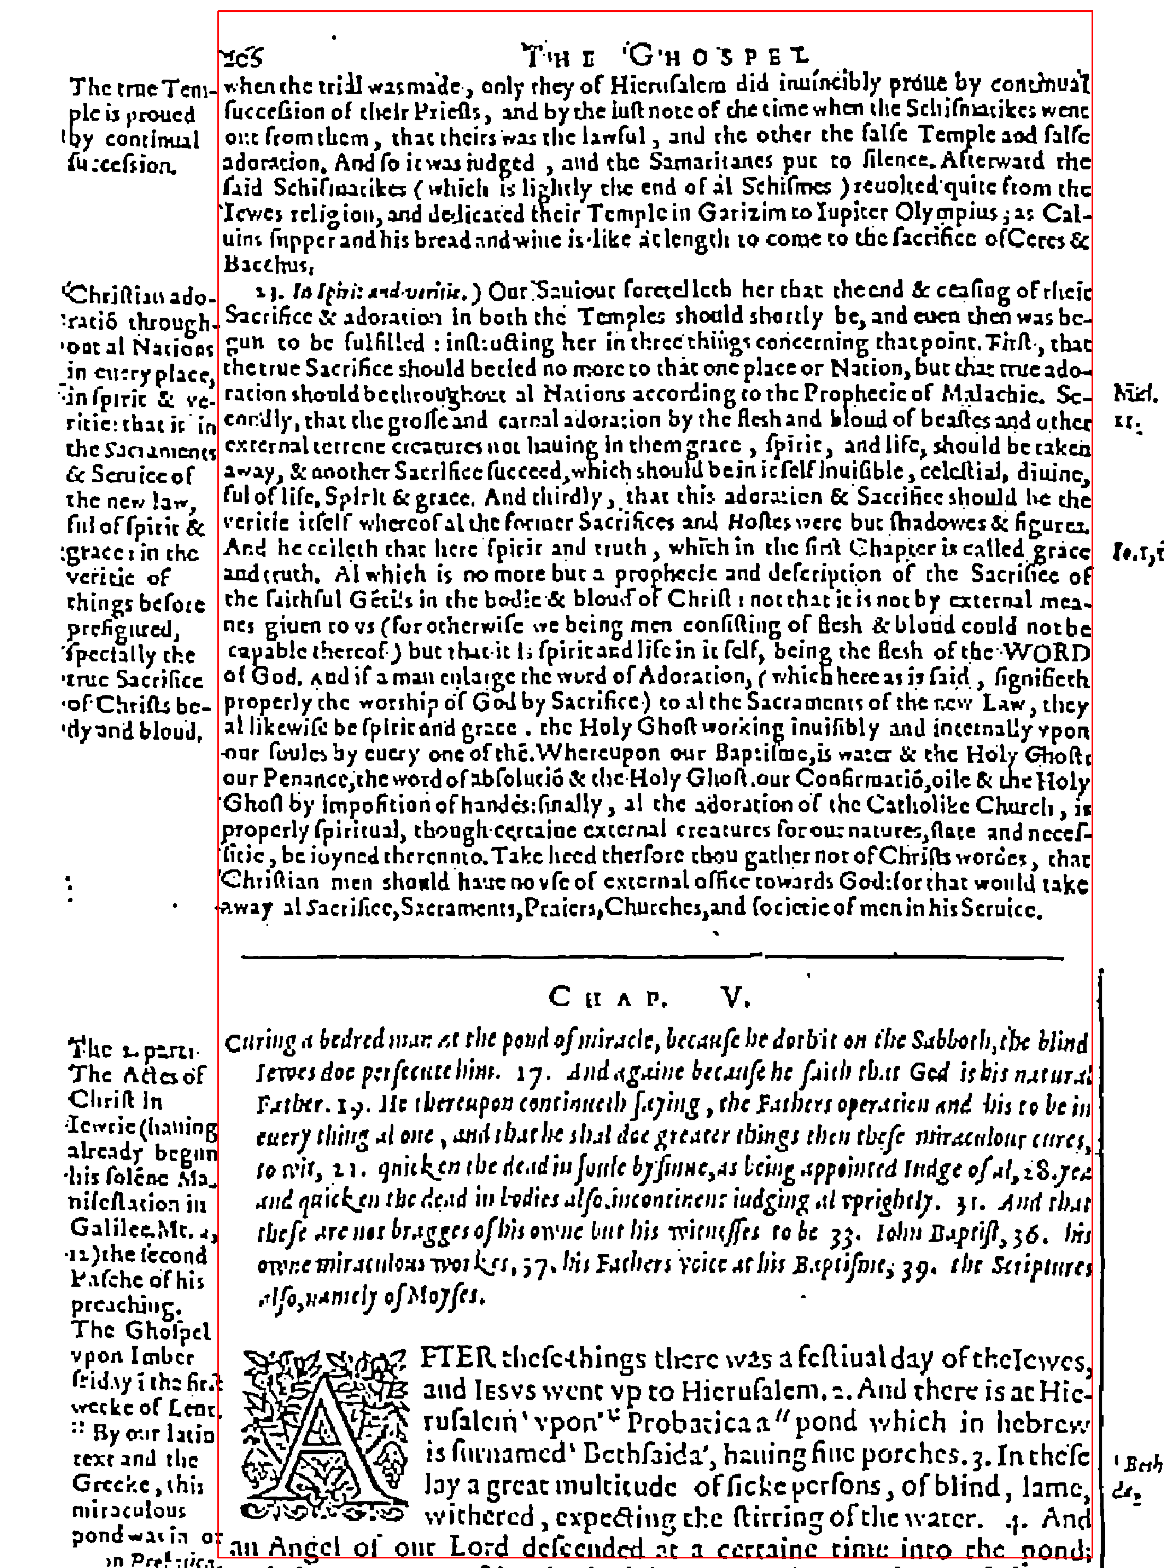 THE GHOSPEL
when the trial was made, only they of Hierusalem did inuincibly proue by continual
succession of their Priests, and by the iust note of the time when the Schismatikes went
out from them, that theirs was the lawful, and the other the false Temple and false
adoration. And so it was iudged, and the Samaritanes put to silence. Afterward the
said Schismatikes (which is lightly the end of al Schismes) reuolted quite from the
Iewes religion, and dedicated their Temple in Garizim to Iupiter Olympius, as Cal-
uins supper and his bread and wine is like at length to come to the sacrifice of Ceres &
Bacchus.
23. In spirit and veritie.) Our Sauiour foretelleth her that the end & ceasing of their
Sacrifice & adoration in both the Temples should shortly be, and euen then was be-
gun to be fulfilled: instructing her in three things concerning that point. First, that
the true Sacrifice should be tied no more to that one place or Nation, but that true ado-
ration should be throughout al Nations according to the Prophecie of Malachie. Se-
condly, that the grosse and carnal adoration by the flesh and bloud of beastes and other
external terrene creatures not hauing in them grace, spirit, and life, should be taken
away, & another Sacrifice succeed, which should be in it self inuisible, celestial, diuine,
ful of life, Spirit & grace. And thirdly, that this adoration & Sacrifice should be the
veritie it self whereof al the former Sacrifices and Hostes were but shadowes & figures.
And he calleth that here spirit and truth, which in the first Chapter is called grace
and truth. Al which is no more but a prophecie and description of the Sacrifice of
the faithful Gētils in the bodie & bloud of Christ: not that it is not by external mea-
nes giuen to vs (for otherwise we being men consisting of flesh & bloud could not be
capable thereof) but that it is spirit and life in it self, being the flesh of the WORD
of God. And if a man enlarge the word of Adoration, (which here as is said, signifieth
properly the worship of God by Sacrifice) to al the Sacraments of the new Law, they
al likewise be spirit and grace, the Holy Ghost working inuisibly and internally vpon
our soules by euery one of thē. Whereupon our Baptisme, is water & the Holy Ghost:
our Penance, the word of absolutiō & the Holy Ghost. our Confirmatiō, oile & the Holy
Ghost by imposition of handes: finally, al the adoration of the Catholike Church, is
properly spiritual, though certaine external creatures for our natures, state and neces-
sitie, be ioyned therunto. Take heed therfore thou gather not of Christs wordes, that
Christian men should haue no vse of external office towards God: for that would take
away al Sacrifice, Sacraments, Praiers, Churches, and societie of men in his Seruice.
The true Tem-
ple is proued
by continual
succession.
Christian ado-
ratiō through-
out al Nations
in euery place,
in spirit & ve-
ritie: that is in
the Sacraments
& Seruice of
the new law,
ful of spirit &
grace: in the
veritie of
things before
prefigured,
specially the
true Sacrifice
of Christs bo-
dy and bloud.
11.
CHAP. V.
Curing a bedred man at the pond of miracle, because he doth it on the Sabboth, the blind
Iewes doe persecute him. 17. And againe because he saith that God is his natural
Father. 19. He thereupon continueth saying, the Fathers operation and his to be in
euery thing al one, and that he shal doe greater things then these miraculous cures,
to wit, 21. quicken the dead in soule by sinne, as being appointed Iudge of al, 28. yea
and quicken the dead in bodies also, incontinent iudging al vprightly. 31. And that
these are not bragges of his owne but his witnesses to be 33. Iohn Baptist, 36. his
owne miraculous workes, 37. his Fathers voice at his Baptisme, 39. the Scriptures
also, namely of Moyses.
The 2. part:
The Actes of
Christ in
Iewrie (hauing
already begun
his solēne Ma-
nifestation in
Galilee, Mt. 4,
12) the second
Pasche of his
preaching.
The Ghospel
vpon Imber
friday ī the first
weeke of Lent.
:: By our latin
text and the
Greeke, this
miraculous
pond was in or
AFTER these things there was a festiual day of the Iewes,
and IESVS went vp to Hierusalem. 2. And there is at Hie-
rusalem' vpon' :: Probatica a " pond which in hebrew
is surnamed' Bethsaida', hauing fiue porches. 3. In these
lay a great multitude of sicke persons, of blind, lame,
withered, expecting the stirring of the water. 4. And
an Angel of our Lord descended at a certaine time into the pond:
' Beth